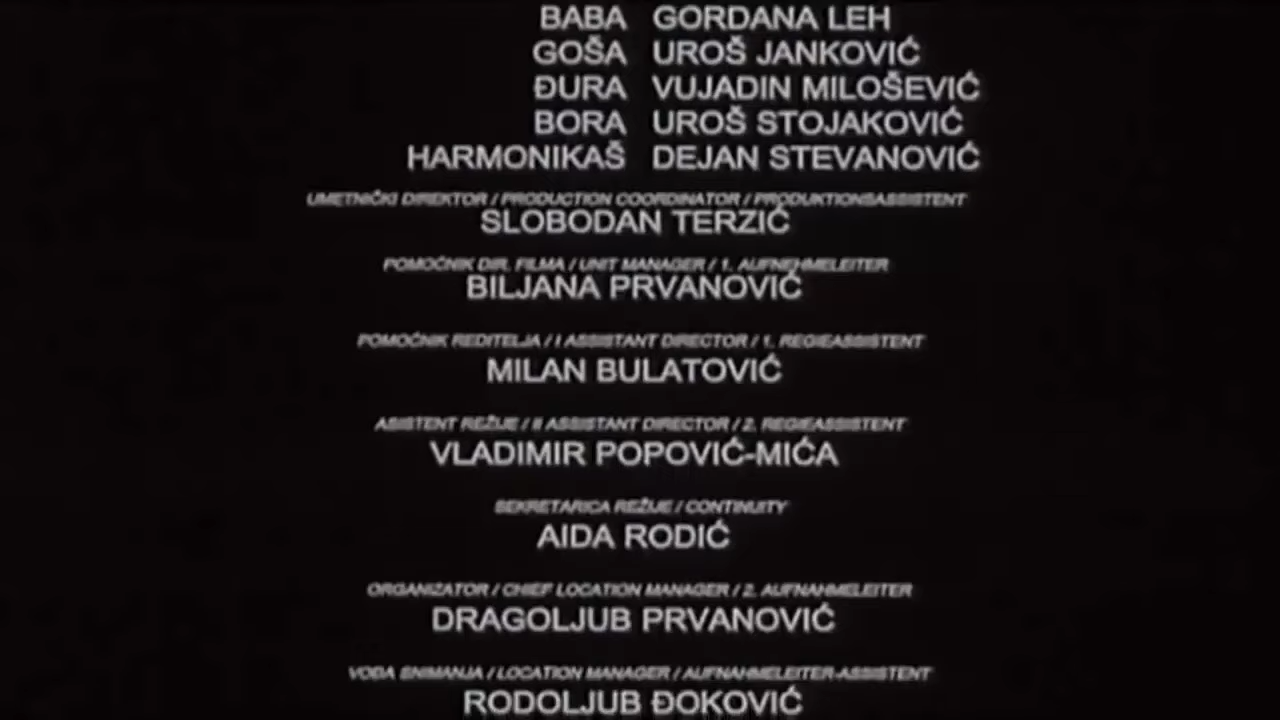 BABA GORDANA LEH
GOŠA UROŠ JANKOVIĆ
ĐURA VUJADIN MILOŠEVIĆ
BORA UROŠ STOJAKOVIĆ
HARMONIKAŠ DEJAN STEVANOVIĆ
UMETNIČKI DIREKTOR / PRODUCTION COORDINATOR / PRODUKTIONSASSISTENT
SLOBODAN TERZIĆ
POMOĆNIK DIR. FILMA / UNIT MANAGER / 1. AUFNEHMELEITER
BILJANA PRVANOVIĆ
POMOĆNIK REDITELJA / I ASSISTANT DIRECTOR / 1. REGIEASSISTENT
MILAN BULATOVIĆ
ASISTENT REŽIJE / II ASSISTANT DIRECTOR / 2. REGIEASSISTENT
VLADIMIR POPOVIĆ-MIĆA
SEKRETARICA REŽIJE / CONTINUITY
AIDA RODIĆ
ORGANIZATOR / CHIEF LOCATION MANAGER / 2. AUFNAHMELEITER
DRAGOLJUB PRVANOVIĆ
VOĐA SNIMANJA / LOCATION MANAGER / AUFNAHMELEITER-ASSISTENT
RODOLJUB ĐOKOVIĆ